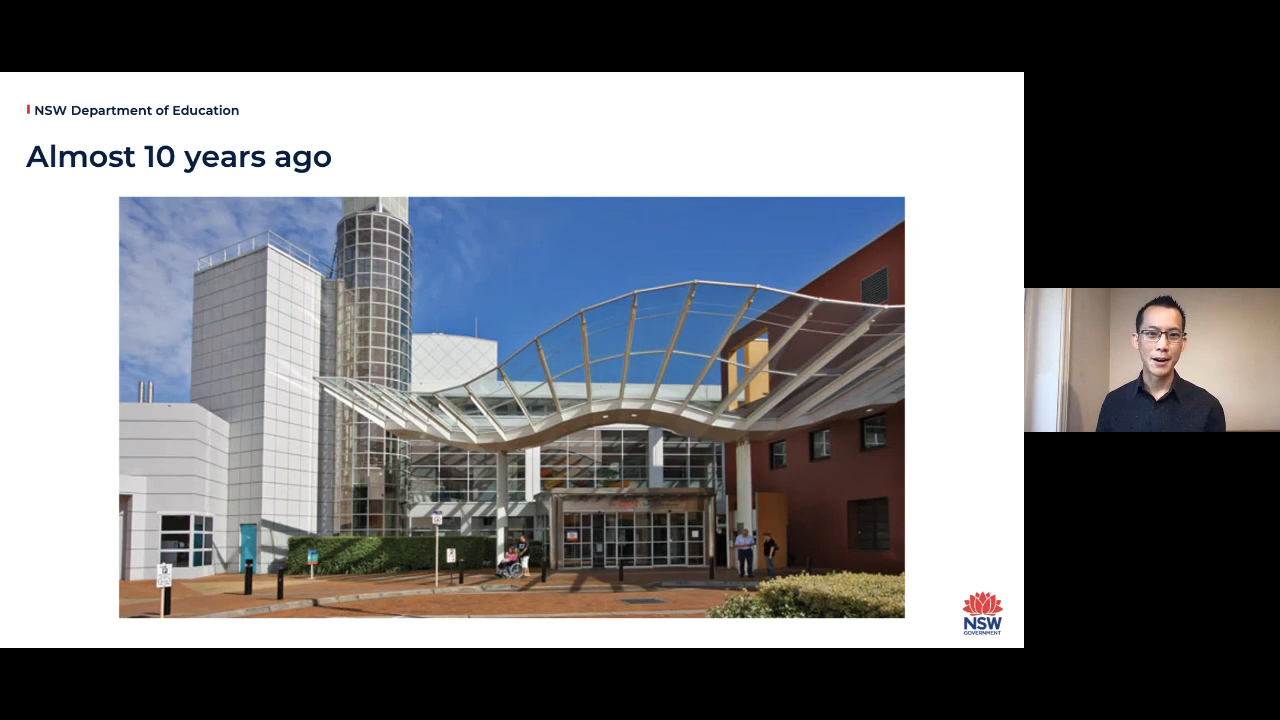 NSW Department of Education
Almost 10 years ago
NSW
GOVERNMENT